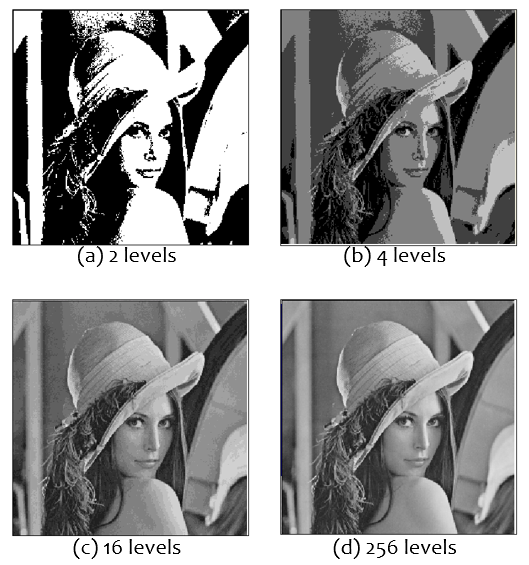 (a) 2 levels
(b) 4 levels
(c) 16 levels
(d) 256 levels